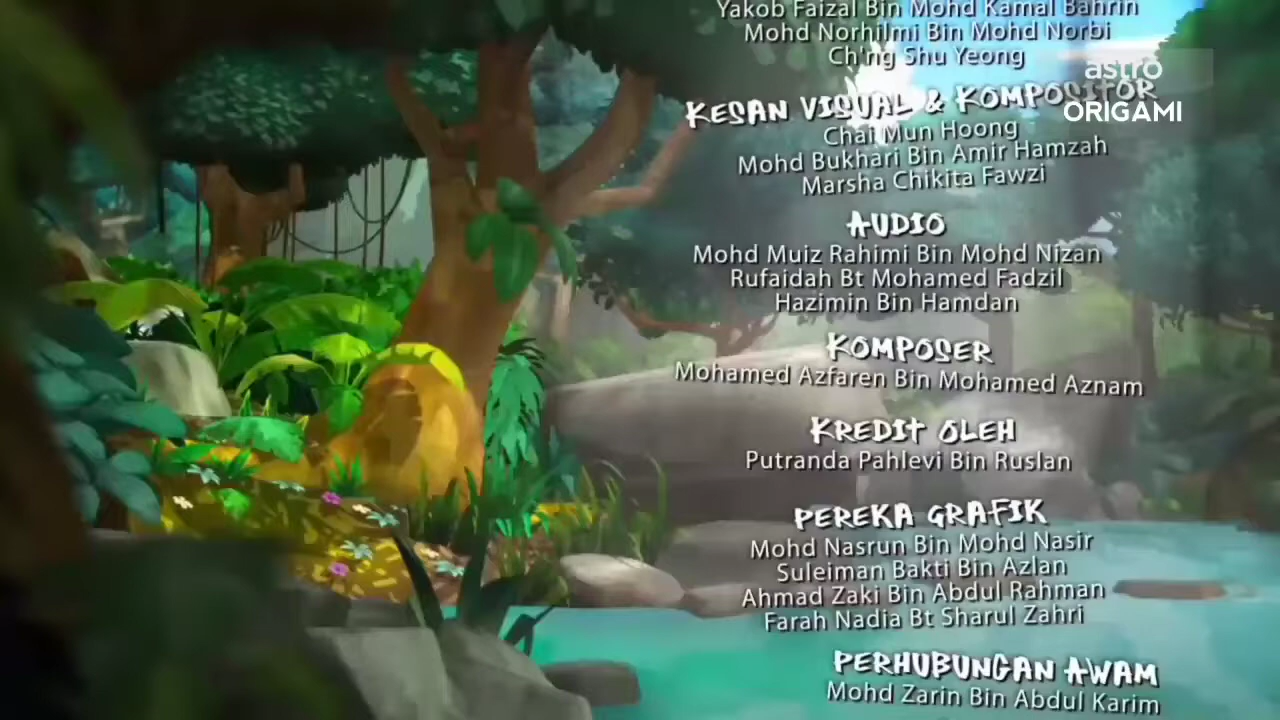 Yakob Faizal Bin Mohd Kamal Bahrin
Mohd Norhilmi Bin Mohd Norbi
Ch'ng Shu Yeong
astro
ORIGAMI
KESAN VISUAL & KOMPOSITOR
Chai Mun Hoong
Mohd Bukhari Bin Amir Hamzah
Marsha Chikita Fawzi
AUDIO
Mohd Muiz Rahimi Bin Mohd Nizan
Rufaidah Bt Mohamed Fadzil
Hazimin Bin Hamdan
KOMPOSER
Mohamed Azfaren Bin Mohamed Aznam
KREDIT OLEH
Putranda Pahlevi Bin Ruslan
PEREKA GRAFIK
Mohd Nasrun Bin Mohd Nasir
Suleiman Bakti Bin Azlan
Ahmad Zaki Bin Abdul Rahman
Farah Nadia Bt Sharul Zahri
PERHUBUNGAN AWAM
Mohd Zarin Bin Abdul Karim